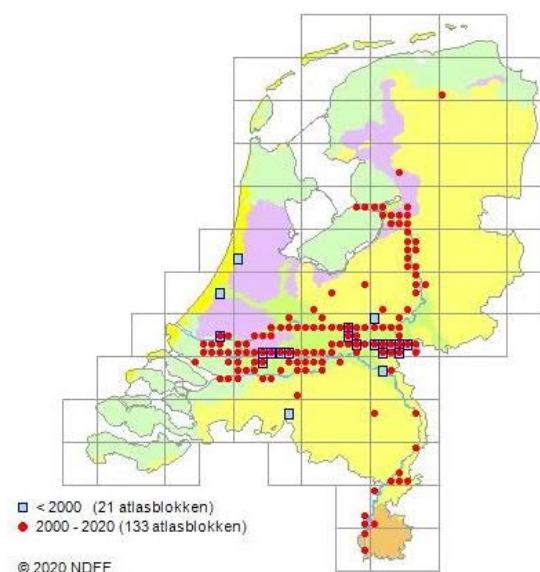 < 2000 (21 atlasblokken)
2000 - 2020 (133 atlasblokken)
© 2020 NDFF